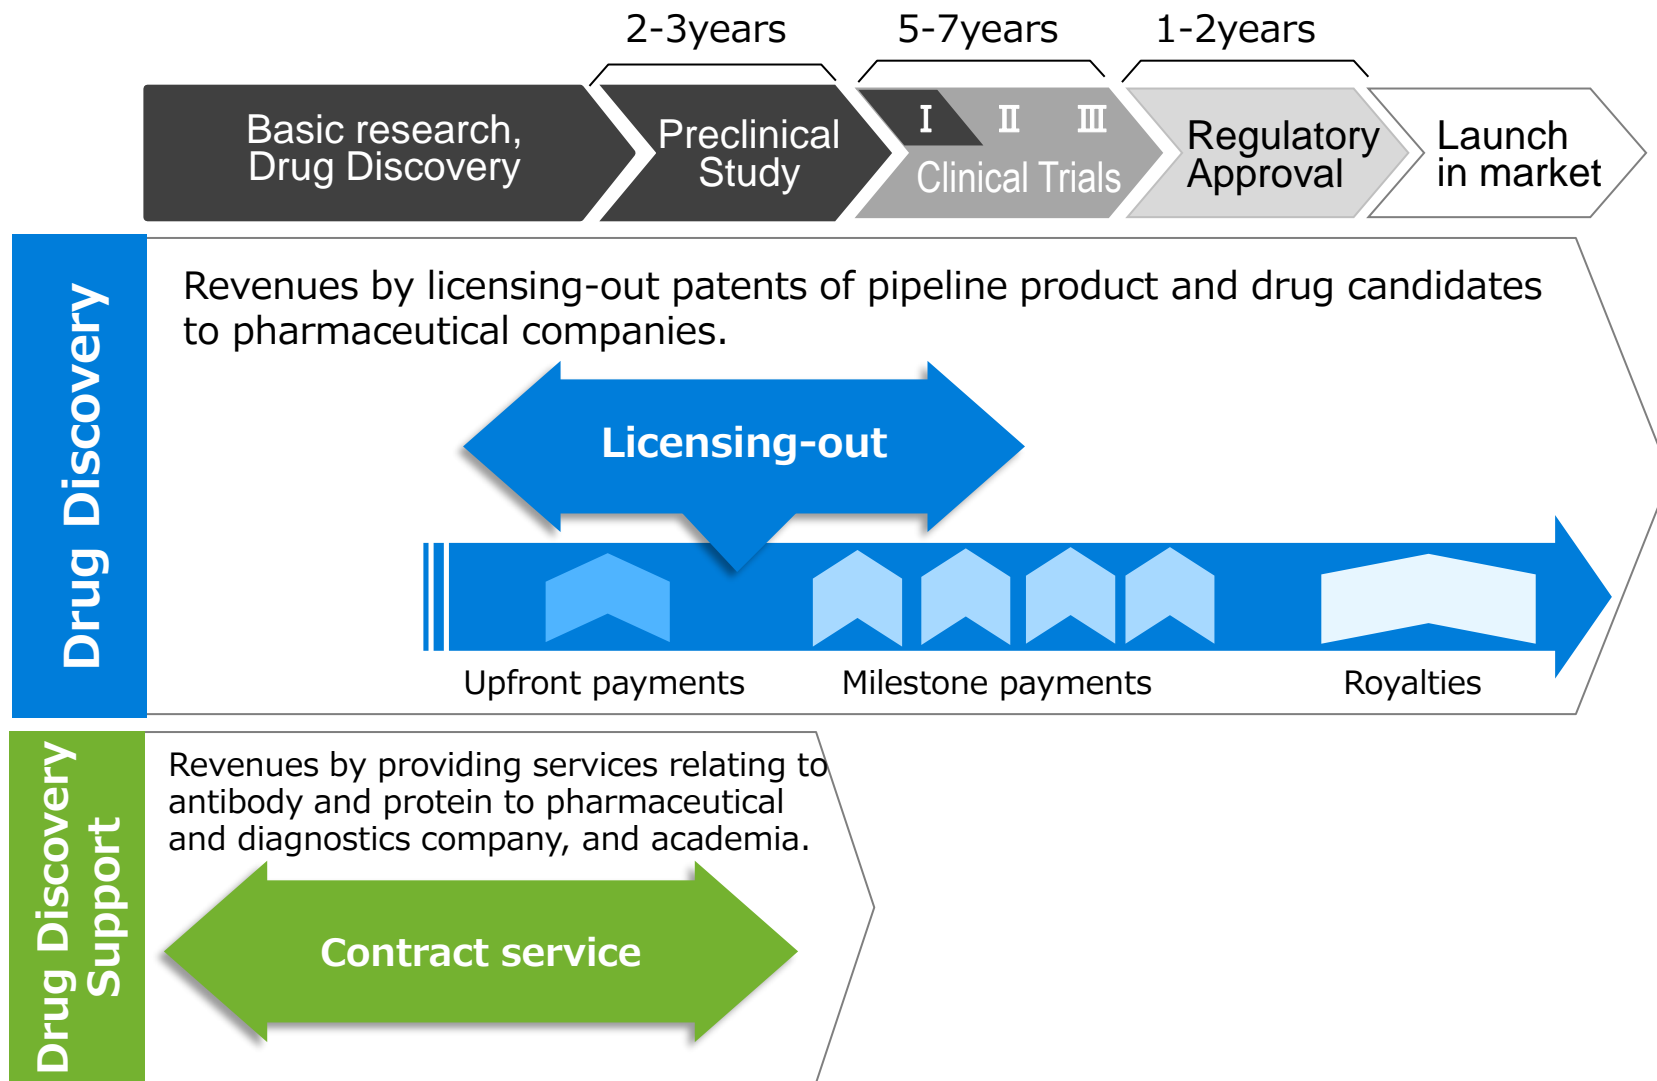 2-3years
5-7years
1-2years
Basic research,
Drug Discovery
Preclinical
Study
Ⅰ Ⅱ Ⅲ
Clinical Trials
Regulatory
Approval
Launch
in market
Drug Discovery
Revenues by licensing-out patents of pipeline product and drug candidates
to pharmaceutical companies.
Licensing-out
Upfront payments
Milestone payments
Royalties
Drug Discovery
Support
Revenues by providing services relating to
antibody and protein to pharmaceutical
and diagnostics company, and academia.
Contract service